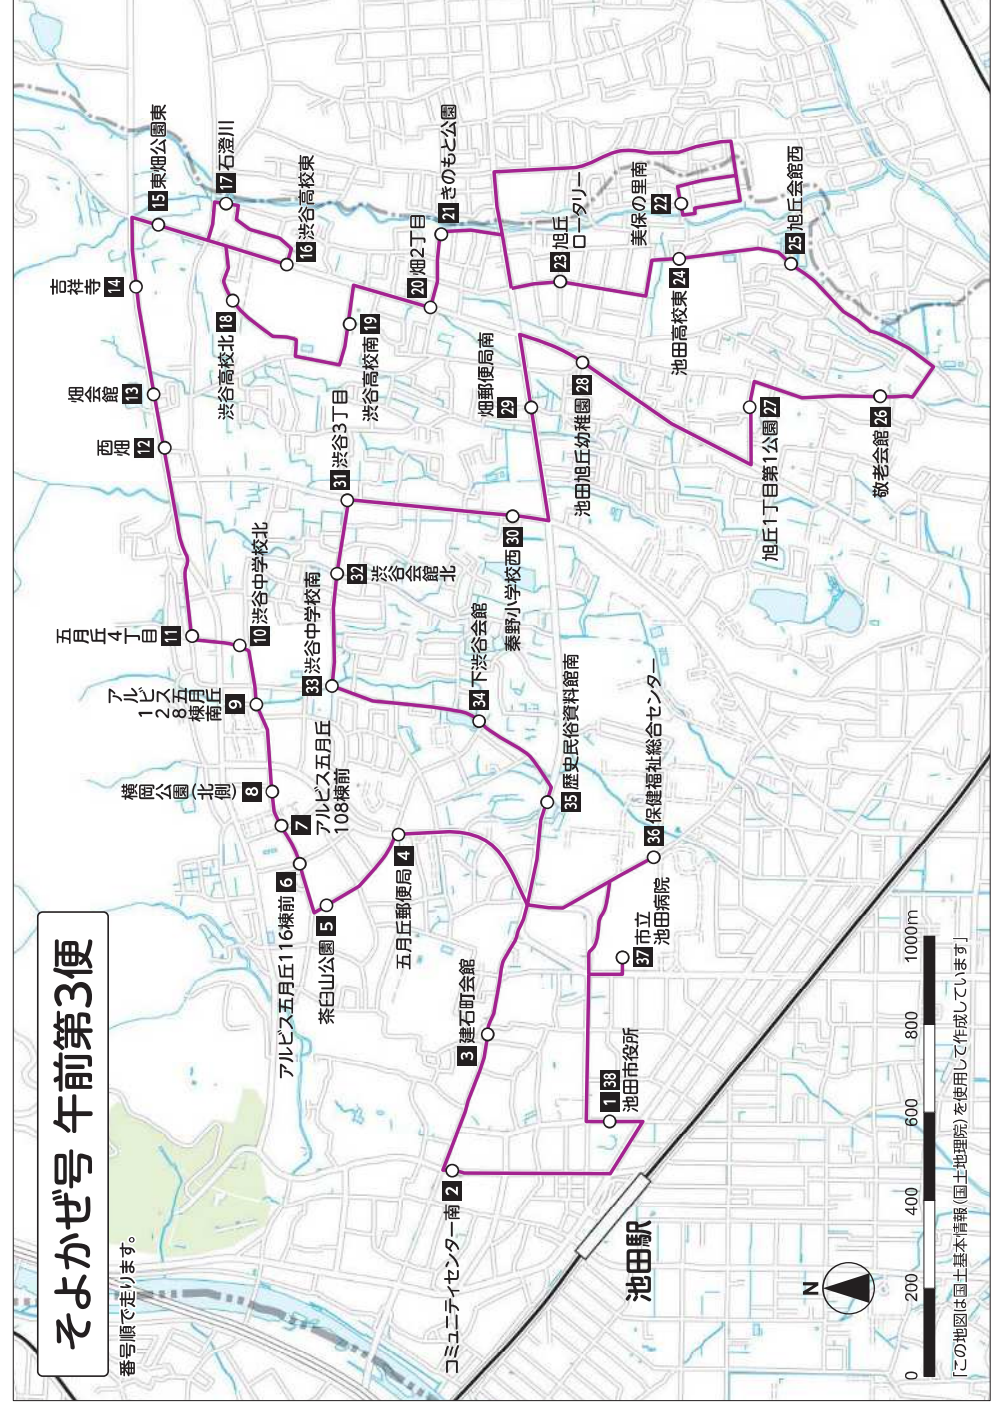 そよかぜ号 午前第3便
番号順で走ります。
1 38
池田市役所
2
コミュニティセンター南
3 建石町会館
4
五月丘郵便局
5
茶臼山公園
6
アルビス五月丘116棟前
7
アルビス五月丘
108棟前
8
横岡公園(北側)
9
アルビス五月丘
128棟南
10 渋谷中学校北
11
五月丘4丁目
12
西畑
13
畑会館
14
吉祥寺
15 東畑公園東
16 渋谷高校東
17 石澄川
18
渋谷高校北
19
渋谷高校南
20 畑2丁目
21 きのもと公園
22
美保の里南
23 旭丘
ロータリー
24
池田高校東
25 旭丘会館西
26
敬老会館
27
旭丘1丁目第1公園
28
池田旭丘幼稚園
29
畑郵便局南
30
秦野小学校西
31 渋谷3丁目
32
渋谷会館北
33 渋谷中学校南
34 下渋谷会館
35 歴史民俗資料館南
36 保健福祉総合センター
37 市立
池田病院
池田駅
N
0 200 400 600 800 1000m
「この地図は国土基本情報(国土地理院)を使用して作成しています」